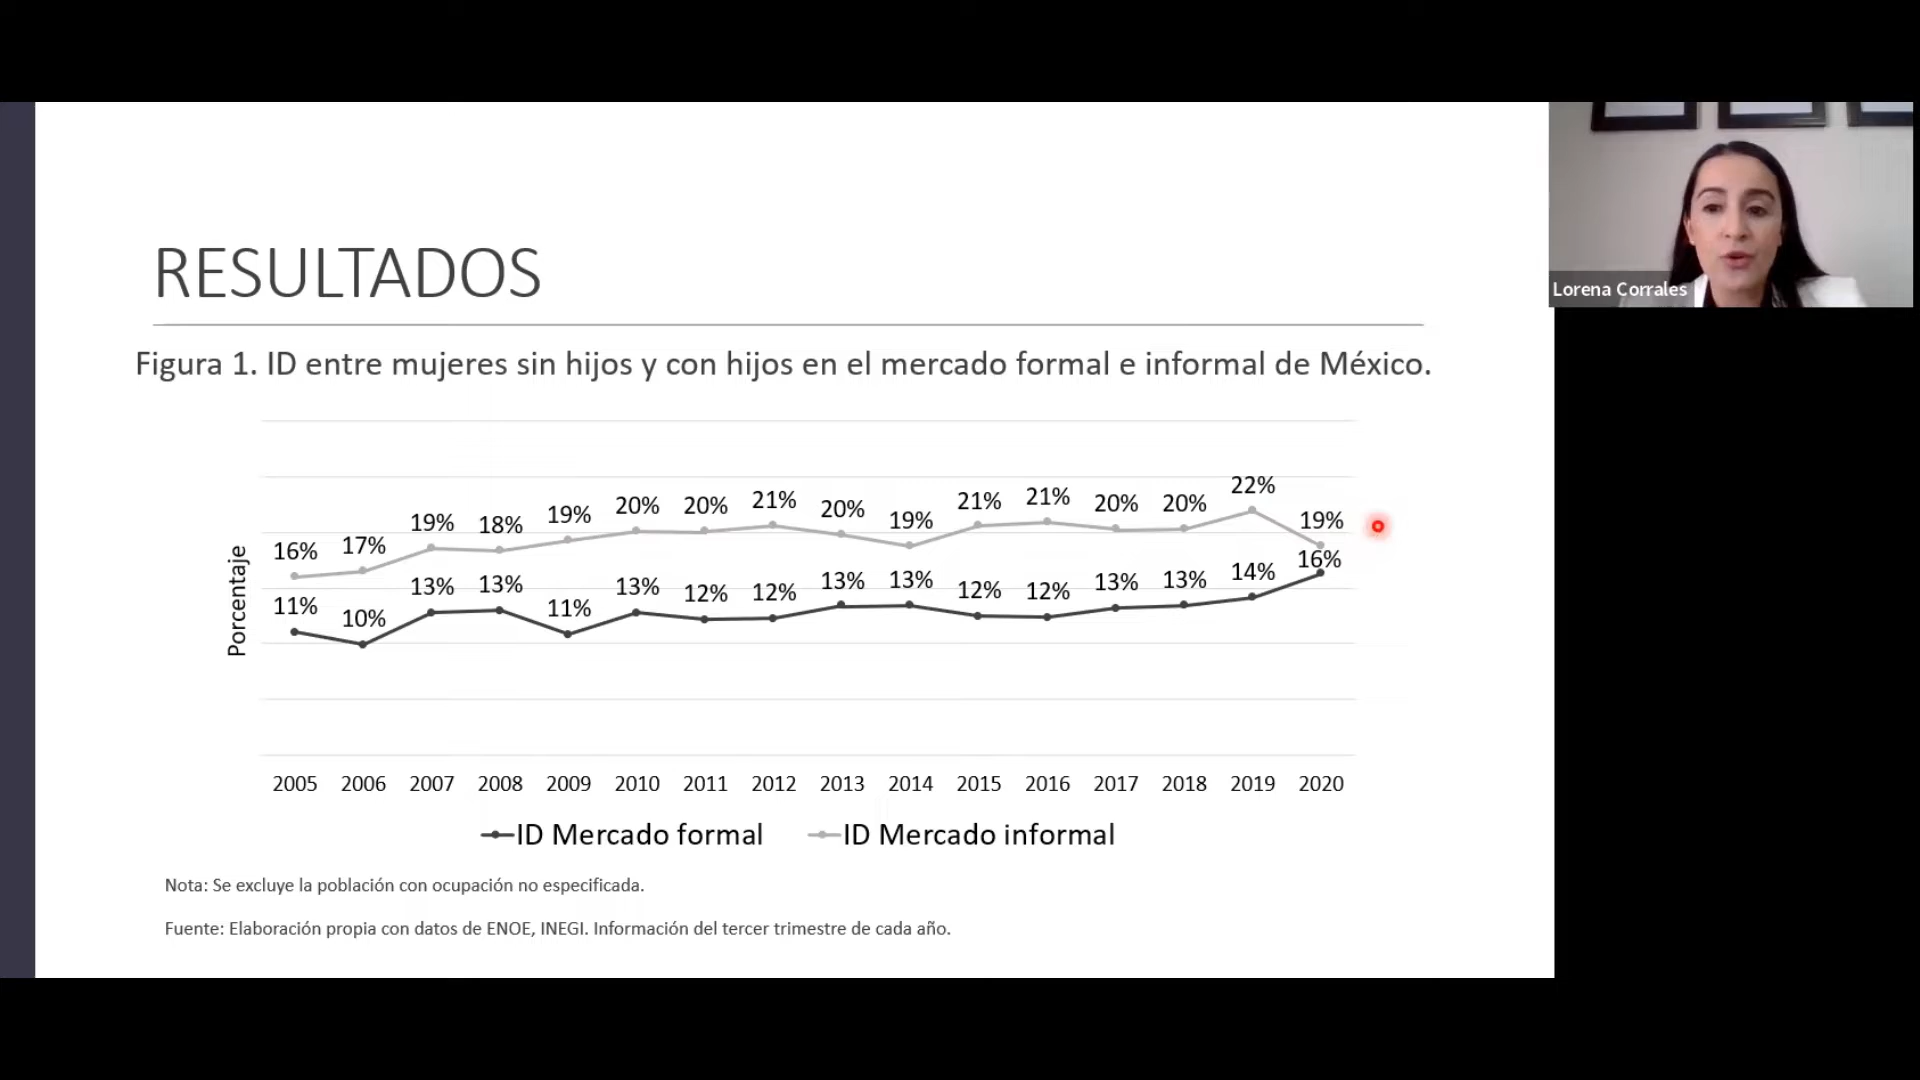 RESULTADOS
Lorena Corrales
Figura 1. ID entre mujeres sin hijos y con hijos en el mercado formal e informal de México.
Porcentaje
16% 17% 19% 18% 19% 20% 20% 21% 20% 19% 21% 21% 20% 20% 22% 19%
11% 10% 13% 13% 11% 13% 12% 12% 13% 13% 12% 12% 13% 13% 14% 16%
2005 2006 2007 2008 2009 2010 2011 2012 2013 2014 2015 2016 2017 2018 2019 2020
ID Mercado formal ID Mercado informal
Nota: Se excluye la población con ocupación no especificada.
Fuente: Elaboración propia con datos de ENOE, INEGI. Información del tercer trimestre de cada año.